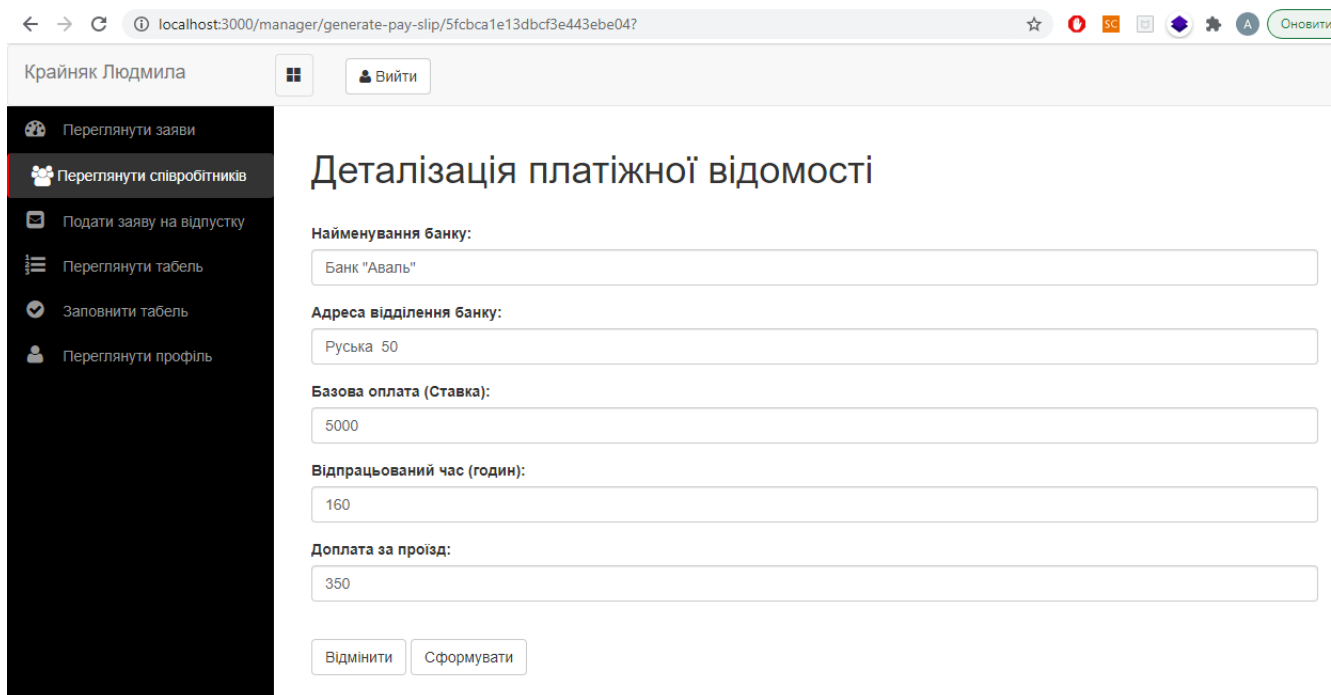 localhost:3000/manager/generate-pay-slip/5fcbca1e13dbcf3e443ebe04?
SC
A
Оновити
Крайняк Людмила
Вийти
Переглянути заяви
Переглянути співробітників
Подати заяву на відпустку
Переглянути табель
Заповнити табель
Переглянути профіль
Деталізація платіжної відомості
Найменування банку:
Банк "Аваль"
Адреса відділення банку:
Руська 50
Базова оплата (Ставка):
5000
Відпрацьований час (годин):
160
Доплата за проїзд:
350
Відмінити
Сформувати